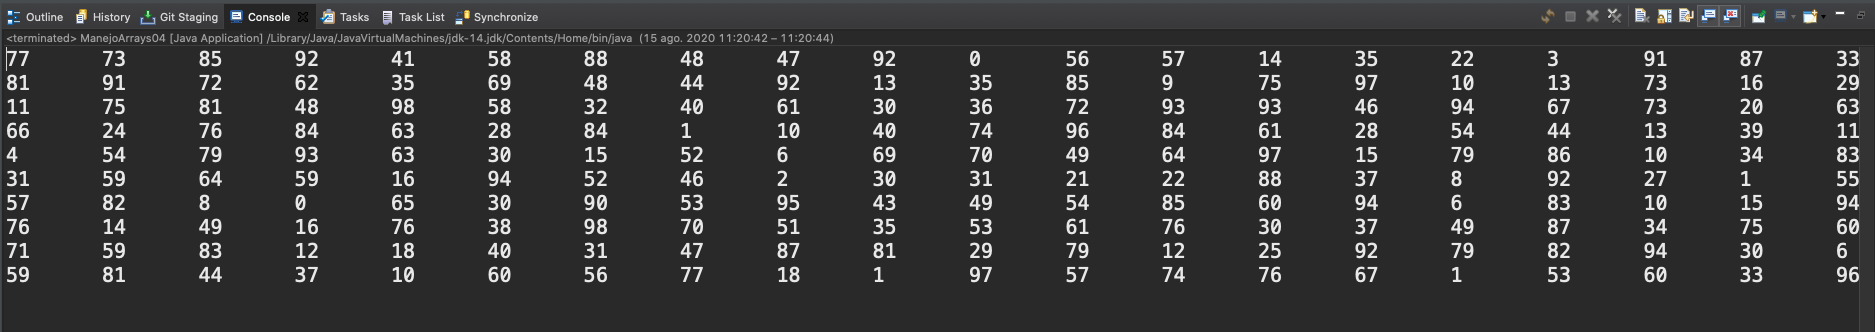 Outline History Git Staging Console Tasks Task List Synchronize
<terminated> ManejoArrays04 [Java Application] /Library/Java/JavaVirtualMachines/jdk-14.jdk/Contents/Home/bin/java (15 ago. 2020 11:20:42 – 11:20:44)
77 73 85 92 41 58 88 48 47 92 0 56 57 14 35 22 3 91 87 33
81 91 72 62 35 69 48 44 92 13 35 85 9 75 97 10 13 73 16 29
11 75 81 48 98 58 32 40 61 30 36 72 93 93 46 94 67 73 20 63
66 24 76 84 63 28 84 1 10 40 74 96 84 61 28 54 44 13 39 11
4 54 79 93 63 30 15 52 6 69 70 49 64 97 15 79 86 10 34 83
31 59 64 59 16 94 52 46 2 30 31 21 22 88 37 8 92 27 1 55
57 82 8 0 65 30 90 53 95 43 49 54 85 60 94 6 83 10 15 94
76 14 49 16 76 38 98 70 51 35 53 61 76 30 37 49 87 34 75 60
71 59 83 12 18 40 31 47 87 81 29 79 12 25 92 79 82 94 30 6
59 81 44 37 10 60 56 77 18 1 97 57 74 76 67 1 53 60 33 96